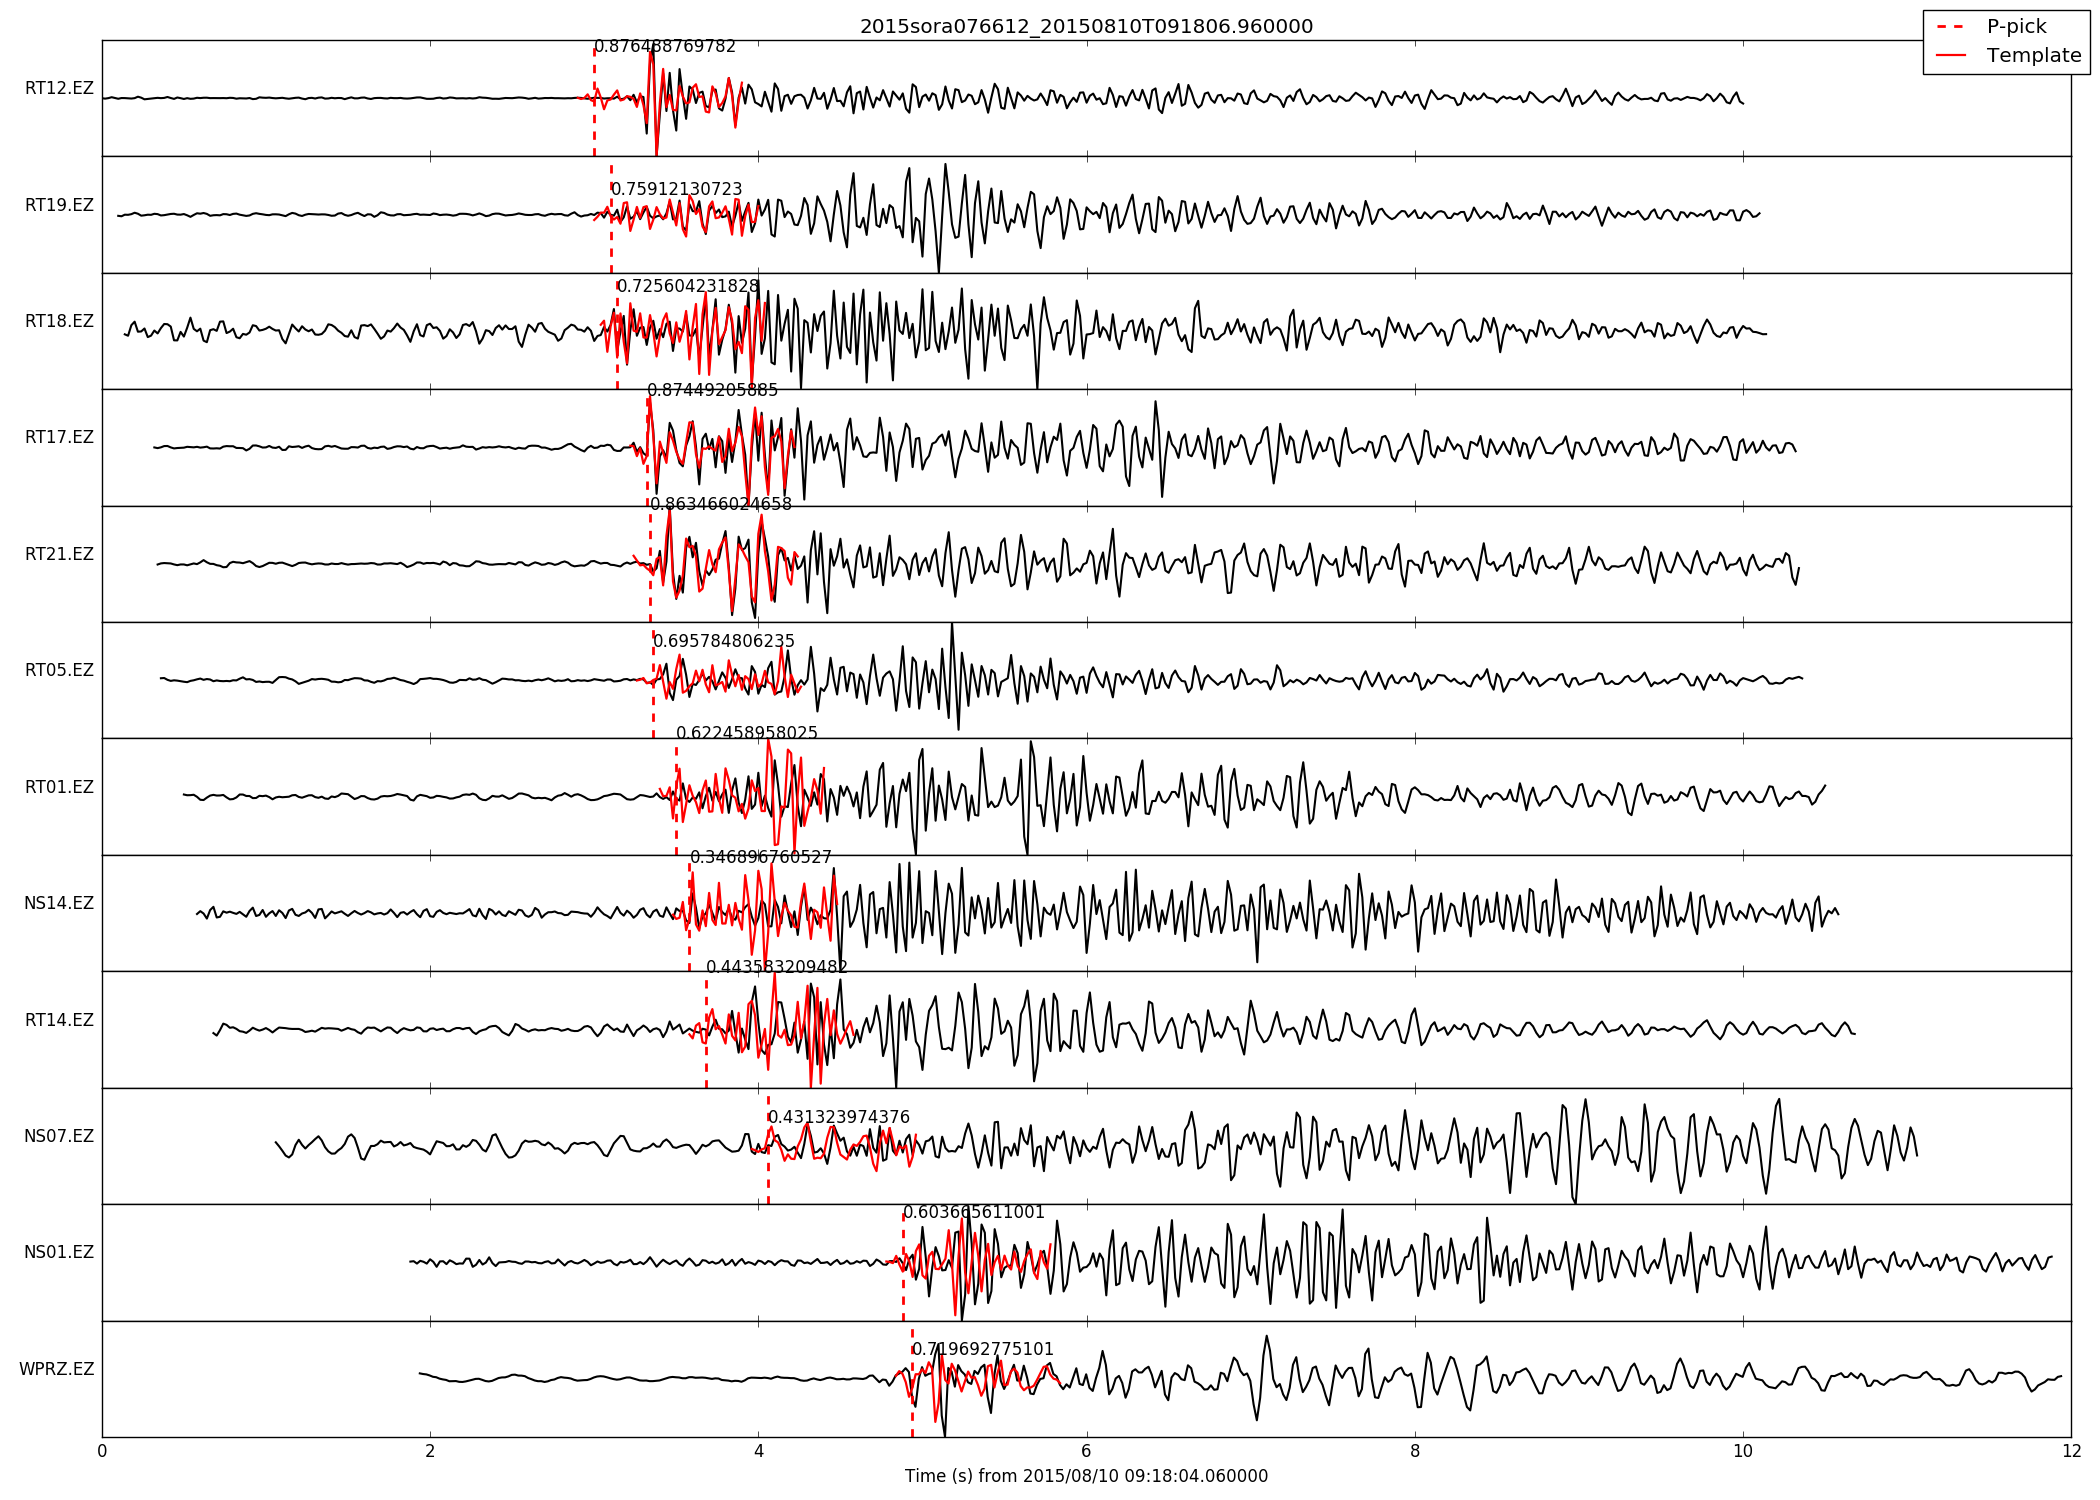 2015sora076612_20150810T091806.960000
P-pick
Template
RT12.EZ
0.876488769782
RT19.EZ
0.75912130723
RT18.EZ
0.725604231828
RT17.EZ
0.87449205885
RT21.EZ
0.863466024658
RT05.EZ
0.695784806235
RT01.EZ
0.622458958025
NS14.EZ
0.346896760527
RT14.EZ
0.443583209482
NS07.EZ
0.431323974376
NS01.EZ
0.603665611001
WPRZ.EZ
0.719692775101
0 2 4 6 8 10 12
Time (s) from 2015/08/10 09:18:04.060000